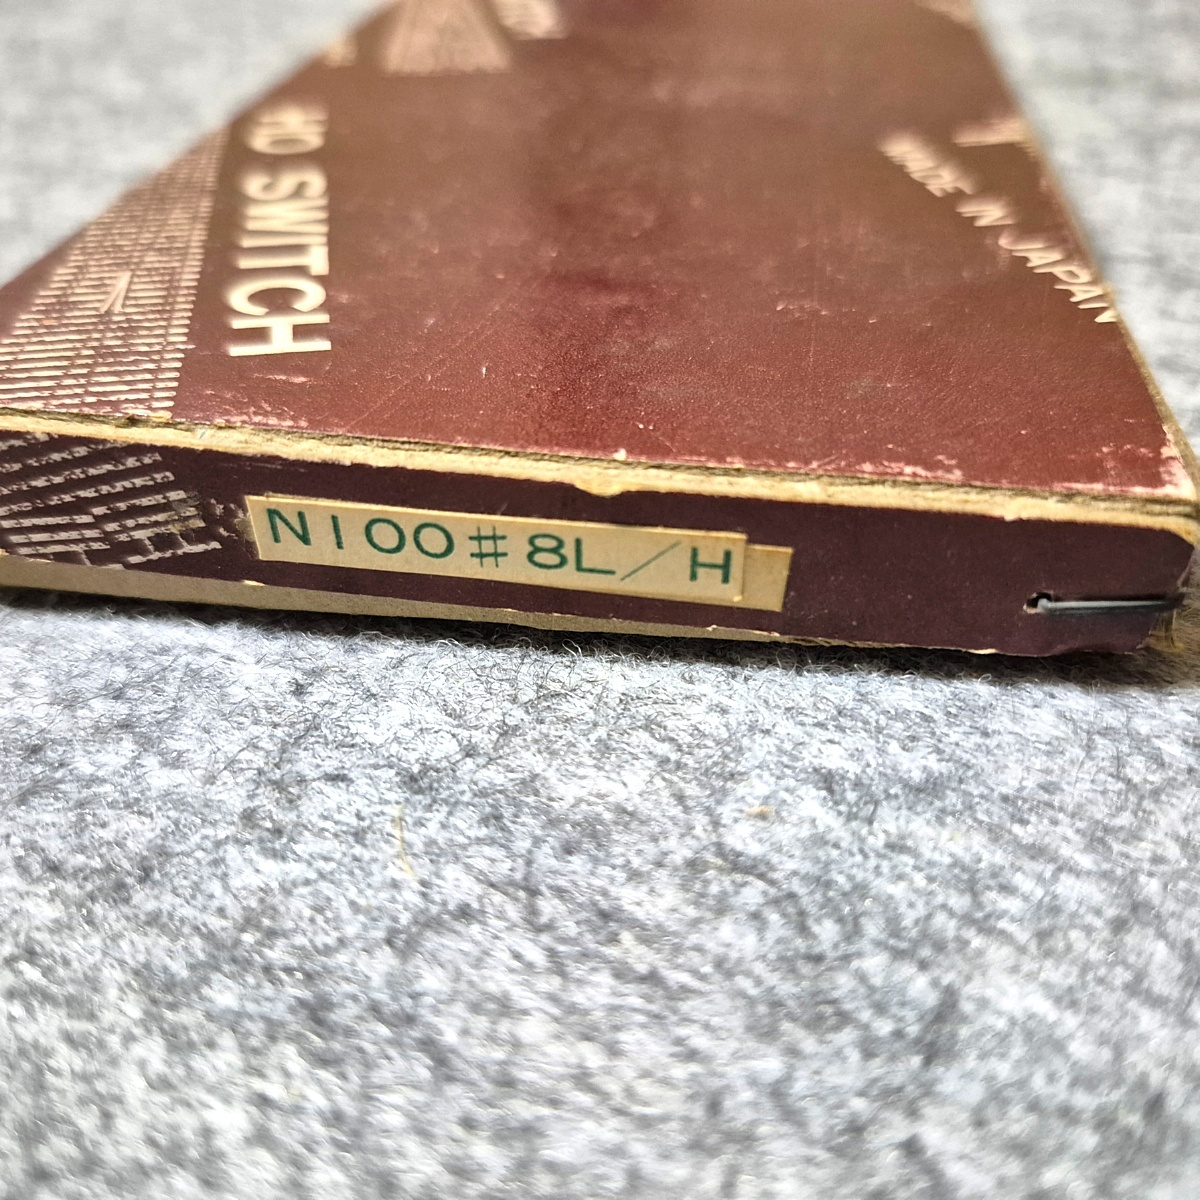 HO SWITCH
MADE IN JAPAN
N100#8L/H